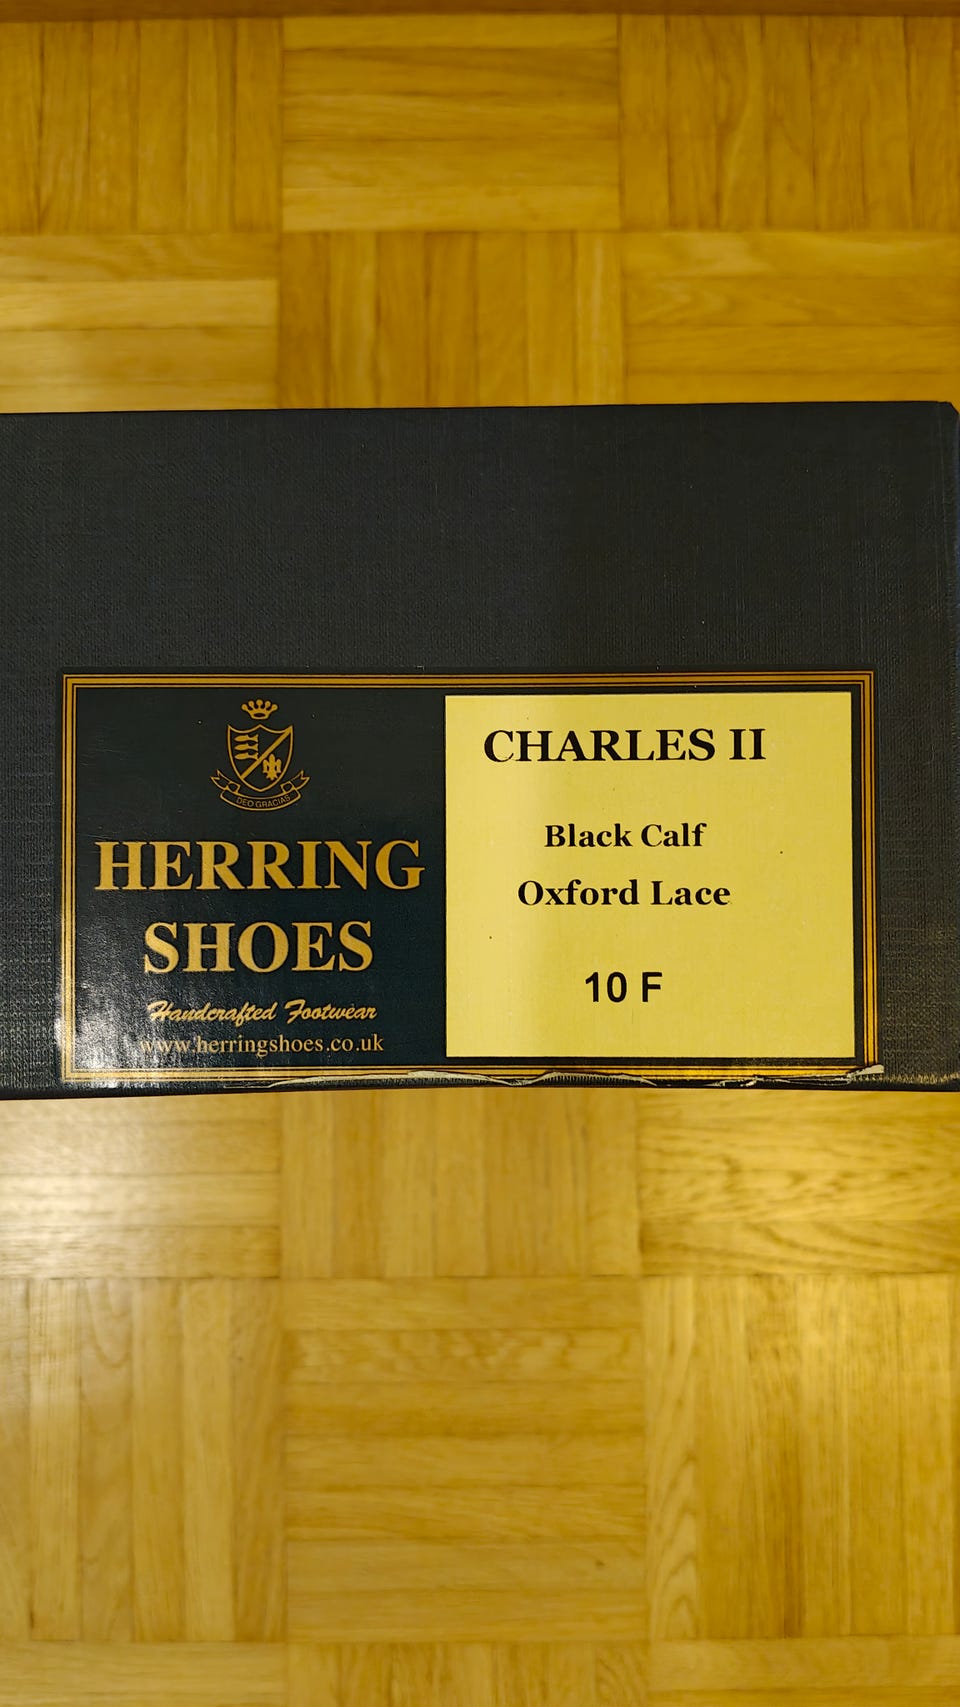 DEO GRACIAS
HERRING
SHOES
Handcrafted Footwear
www.herringshoes.co.uk
CHARLES II
Black Calf
Oxford Lace
10 F